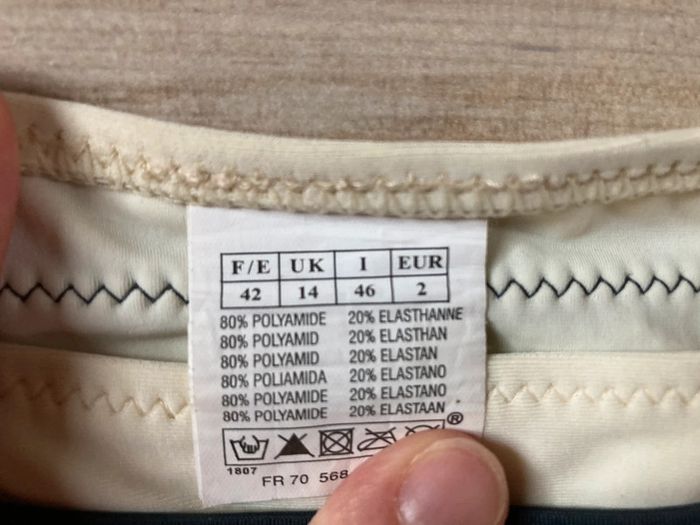 F/E UK I EUR
42 14 46 2
80% POLYAMIDE 20% ELASTHANNE
80% POLYAMID 20% ELASTHAN
80% POLYAMID 20% ELASTAN
80% POLIAMIDA 20% ELASTANO
80% POLYAMIDE 20% ELASTANO
80% POLYAMIDE 20% ELASTAAN
®
1807
FR 70 568